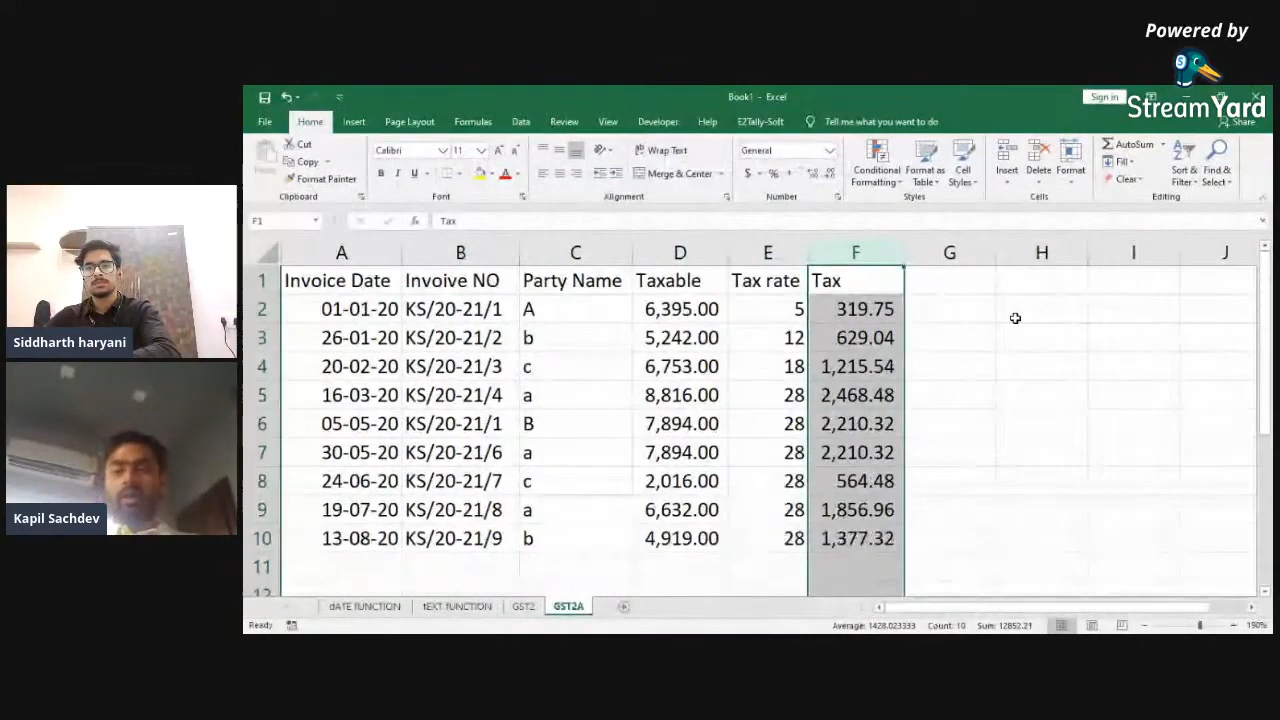 Powered by
StreamYard
Book1 - Excel
Sign in
File Home Insert Page Layout Formulas Data Review View Developer Help EZTally-Soft Tell me what you want to do Share
Cut
Copy
Format Painter
Clipboard
Calibri 11
B I U
Font
Wrap Text
Merge & Center
Alignment
General
$ % ,
Number
Conditional Formatting
Format as Table
Cell Styles
Styles
Insert Delete Format
Cells
AutoSum
Fill
Clear
Sort & Filter
Find & Select
Editing
F1 fx Tax
A B C D E F G H I J
1 Invoice Date Invoive NO Party Name Taxable Tax rate Tax
2 01-01-20 KS/20-21/1 A 6,395.00 5 319.75
3 26-01-20 KS/20-21/2 b 5,242.00 12 629.04
4 20-02-20 KS/20-21/3 c 6,753.00 18 1,215.54
5 16-03-20 KS/20-21/4 a 8,816.00 28 2,468.48
6 05-05-20 KS/20-21/1 B 7,894.00 28 2,210.32
7 30-05-20 KS/20-21/6 a 7,894.00 28 2,210.32
8 24-06-20 KS/20-21/7 c 2,016.00 28 564.48
9 19-07-20 KS/20-21/8 a 6,632.00 28 1,856.96
10 13-08-20 KS/20-21/9 b 4,919.00 28 1,377.32
11
12
dATE FUNCTION tEXT FUNCTION GST2 GST2A
Ready Average: 1428.023333 Count: 10 Sum: 12852.21 190%
Siddharth haryani
Kapil Sachdev